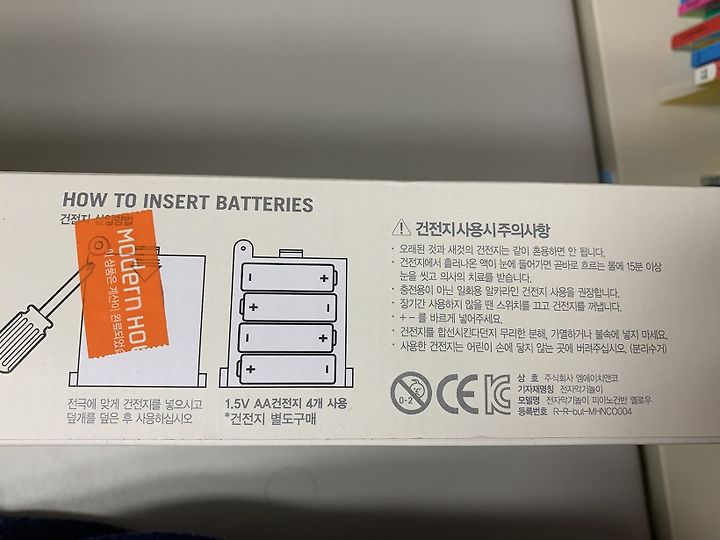 HOW TO INSERT BATTERIES
건전지 삽입방법
Modern HO
이 상품은 계산이 완료되었
전극에 맞게 건전지를 넣으시고
덮개를 덮은 후 사용하십시오
1.5V AA건전지 4개 사용
*건전지 별도구매
⚠ 건전지사용시주의사항
• 오래된 것과 새것의 건전지는 같이 혼용하면 안 됩니다.
• 건전지에서 흘러나온 액이 눈에 들어가면 곧바로 흐르는 물에 15분 이상
눈을 씻고 의사의 치료를 받습니다.
• 충전용이 아닌 일회용 알카라인 건전지 사용을 권장합니다.
• 장기간 사용하지 않을 땐 스위치를 끄고 건전지를 꺼냅니다.
• + − 를 바르게 넣어주세요.
• 건전지를 합선시킨다던지 무리한 분해, 가열하거나 불속에 넣지 마세요.
• 사용한 건전지는 어린이 손에 닿지 않는 곳에 버려주십시오. (분리수거)
0-2
CE
상 호 주식회사 엠에이치앤코
기자재명칭 전자악기놀이
모델명 전자악기놀이 피아노건반 옐로우
등록번호 R-R-but-MHNC0004